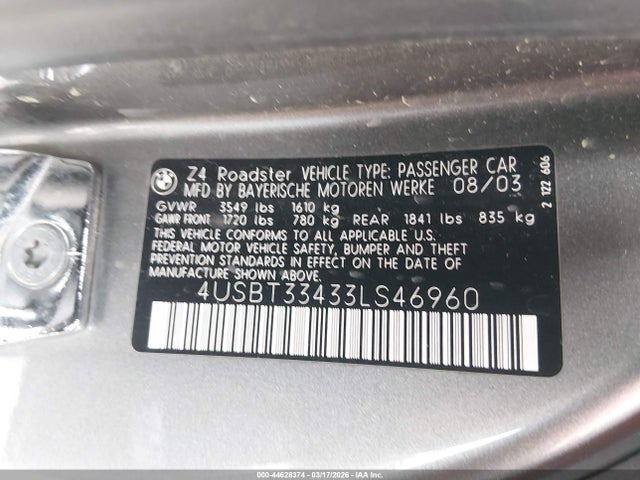 BMW
Z4 Roadster VEHICLE TYPE: PASSENGER CAR
MFD BY BAYERISCHE MOTOREN WERKE 08/03
GVWR 3549 lbs 1610 kg
GAWR FRONT 1720 lbs 780 kg REAR 1841 lbs 835 kg
THIS VEHICLE CONFORMS TO ALL APPLICABLE U.S.
FEDERAL MOTOR VEHICLE SAFETY, BUMPER AND THEFT
PREVENTION STANDARDS IN EFFECT ON THE DATE OF
MANUFACTURE SHOWN ABOVE:
4USBT33433LS46960
2 122 606
000-44628374 | 03/17/2026 - IAAI.COM